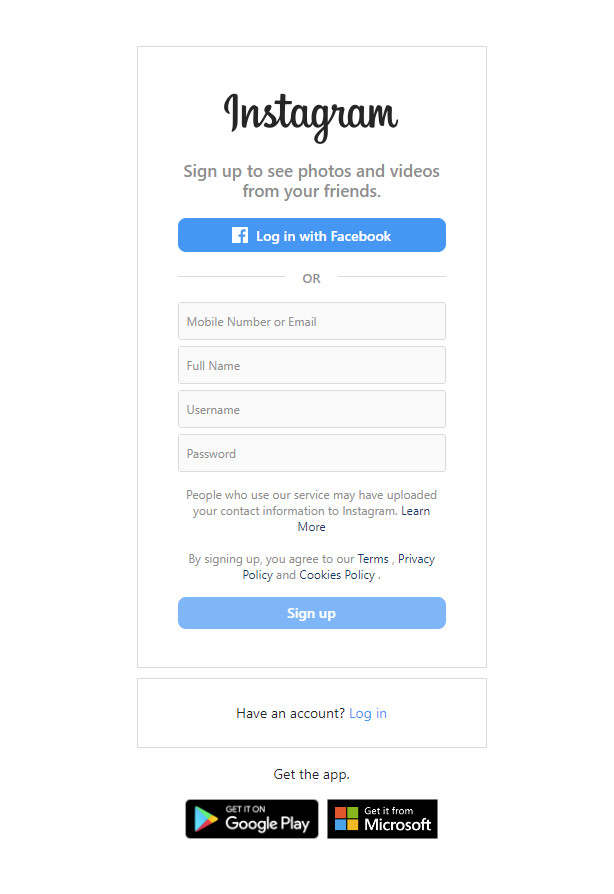 Instagram
Sign up to see photos and videos
from your friends.
Log in with Facebook
OR
Mobile Number or Email
Full Name
Username
Password
People who use our service may have uploaded
your contact information to Instagram. Learn
More
By signing up, you agree to our Terms , Privacy
Policy and Cookies Policy .
Sign up
Have an account? Log in
Get the app.
GET IT ON
Google Play
Get it from
Microsoft